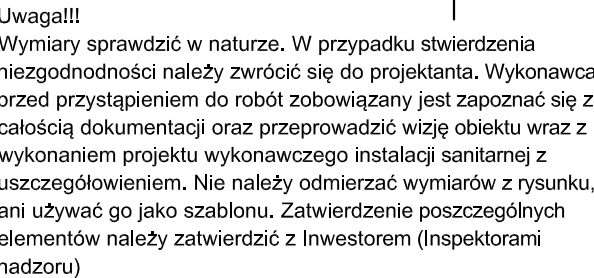 Uwaga!!!
Wymiary sprawdzić w naturze. W przypadku stwierdzenia
niezgodnodności należy zwrócić się do projektanta. Wykonawca
przed przystąpieniem do robót zobowiązany jest zapoznać się z
całością dokumentacji oraz przeprowadzić wizję obiektu wraz z
wykonaniem projektu wykonawczego instalacji sanitarnej z
uszczegółowieniem. Nie należy odmierzać wymiarów z rysunku,
ani używać go jako szablonu. Zatwierdzenie poszczególnych
elementów należy zatwierdzić z Inwestorem (Inspektorami
nadzoru)